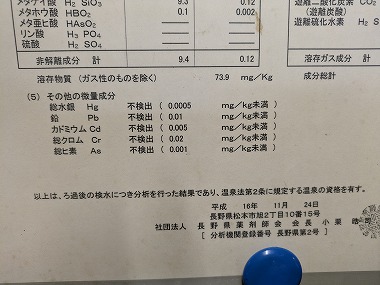 メタケイ酸 H₂ SiO₃ 9.3 0.12
メタホウ酸 HBO₂ 0.1 0.002
メタ亜ヒ酸 HAsO₂
リン酸 H₃ PO₄
硫酸 H₂ SO₄
非解離成分計 9.4 0.12
遊離二酸化炭素 CO₂
(遊離炭酸)
遊離硫化水素 H₂ S
溶存ガス成分 計
溶存物質 (ガス性のものを除く) 73.9 mg/Kg 成分総計
(5) その他の微量成分
総水銀 Hg 不検出 ( 0.0005 mg/kg未満)
鉛 Pb 不検出 ( 0.01 mg/kg未満)
カドミウム Cd 不検出 ( 0.005 mg/kg未満)
総クロム Cr 不検出 ( 0.02 mg/kg未満)
総ヒ素 As 不検出 ( 0.001 mg/kg未満)
以上は、ろ過後の検水につき分析を行った結果であり、温泉法第2条に規定する温泉の資格を有す。
平成 16年 11月 24日
長野県松本市旭2丁目10番15号
社団法人 長野県薬剤師会 会長 小栗
[ 分析機関登録番号 長野県第2号 ]